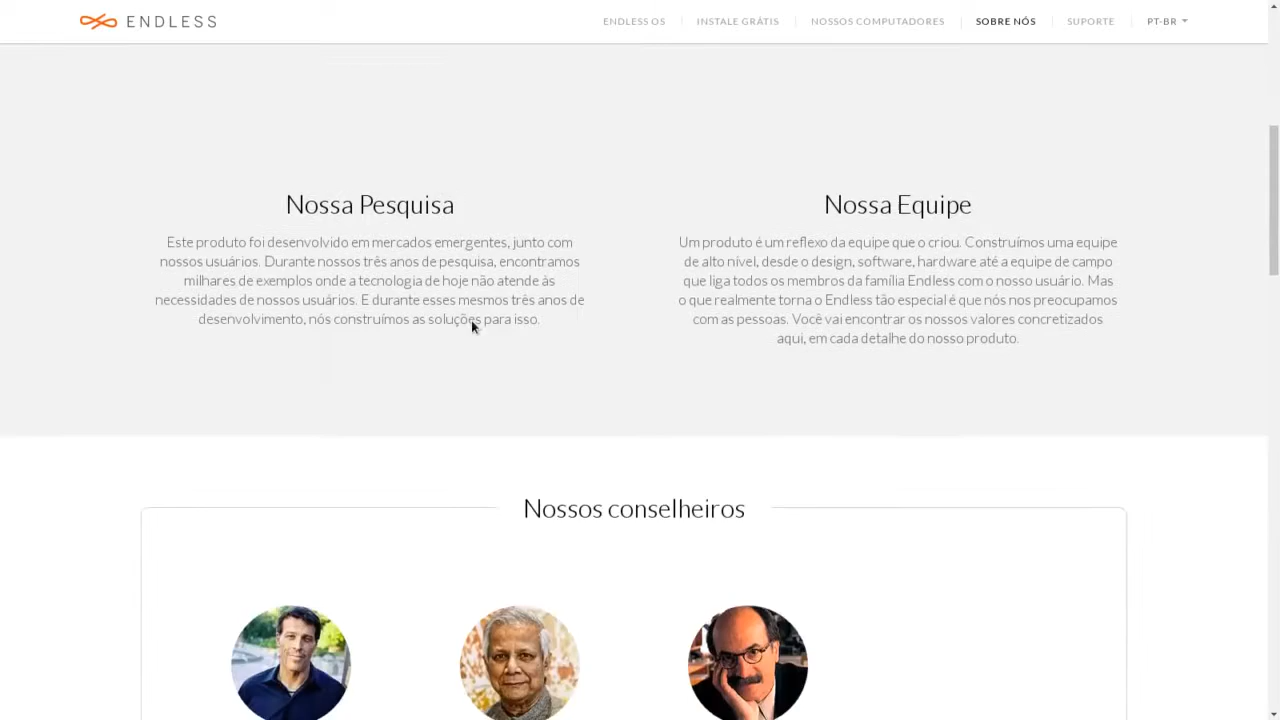 ENDLESS
ENDLESS OS
INSTALE GRÁTIS
NOSSOS COMPUTADORES
SOBRE NÓS
SUPORTE
PT-BR
Nossa Pesquisa
Este produto foi desenvolvido em mercados emergentes, junto com
nossos usuários. Durante nossos três anos de pesquisa, encontramos
milhares de exemplos onde a tecnologia de hoje não atende às
necessidades de nossos usuários. E durante esses mesmos três anos de
desenvolvimento, nós construímos as soluções para isso.
Nossa Equipe
Um produto é um reflexo da equipe que o criou. Construímos uma equipe
de alto nível, desde o design, software, hardware até a equipe de campo
que liga todos os membros da família Endless com o nosso usuário. Mas
o que realmente torna o Endless tão especial é que nós nos preocupamos
com as pessoas. Você vai encontrar os nossos valores concretizados
aqui, em cada detalhe do nosso produto.
Nossos conselheiros